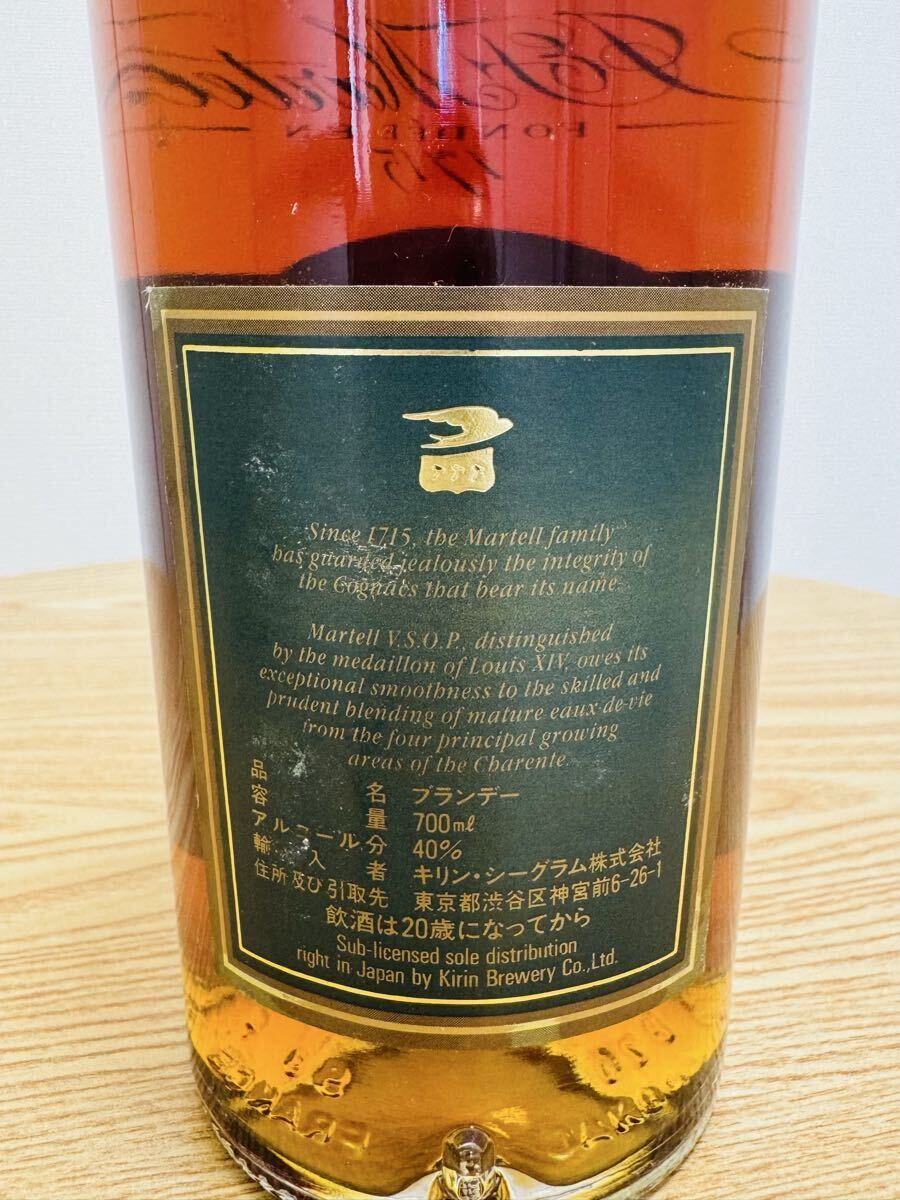 J&F Martell
FONDÉE EN
1715
Since 1715, the Martell family
has guarded jealously the integrity of
the Cognacs that bear its name.
Martell V.S.O.P., distinguished
by the medaillon of Louis XIV, owes its
exceptional smoothness to the skilled and
prudent blending of mature eaux-de-vie
from the four principal growing
areas of the Charente.
品名 ブランデー
容量 700ml
アルコール分 40%
輸入者 キリン・シーグラム株式会社
住所及び引取先 東京都渋谷区神宮前6-26-1
飲酒は20歳になってから
Sub-licensed sole distribution
right in Japan by Kirin Brewery Co., Ltd.